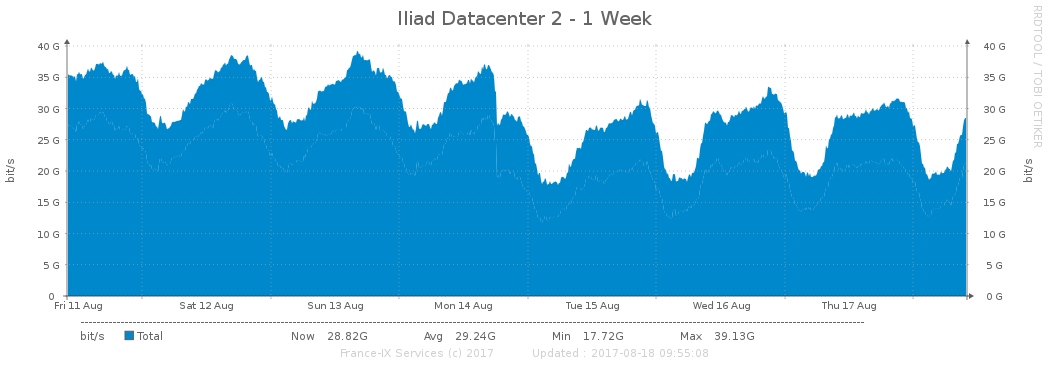 Iliad Datacenter 2 - 1 Week
RRDTOOL / TOBI OETIKER
40 G 40 G
35 G 35 G
30 G 30 G
25 G 25 G
20 G 20 G
15 G 15 G
10 G 10 G
5 G 5 G
0 0 G
bit/s bit/s
Fri 11 Aug Sat 12 Aug Sun 13 Aug Mon 14 Aug Tue 15 Aug Wed 16 Aug Thu 17 Aug
bit/s Total Now 28.82G Avg 29.24G Min 17.72G Max 39.13G
France-IX Services (c) 2017 Updated : 2017-08-18 09:55:08